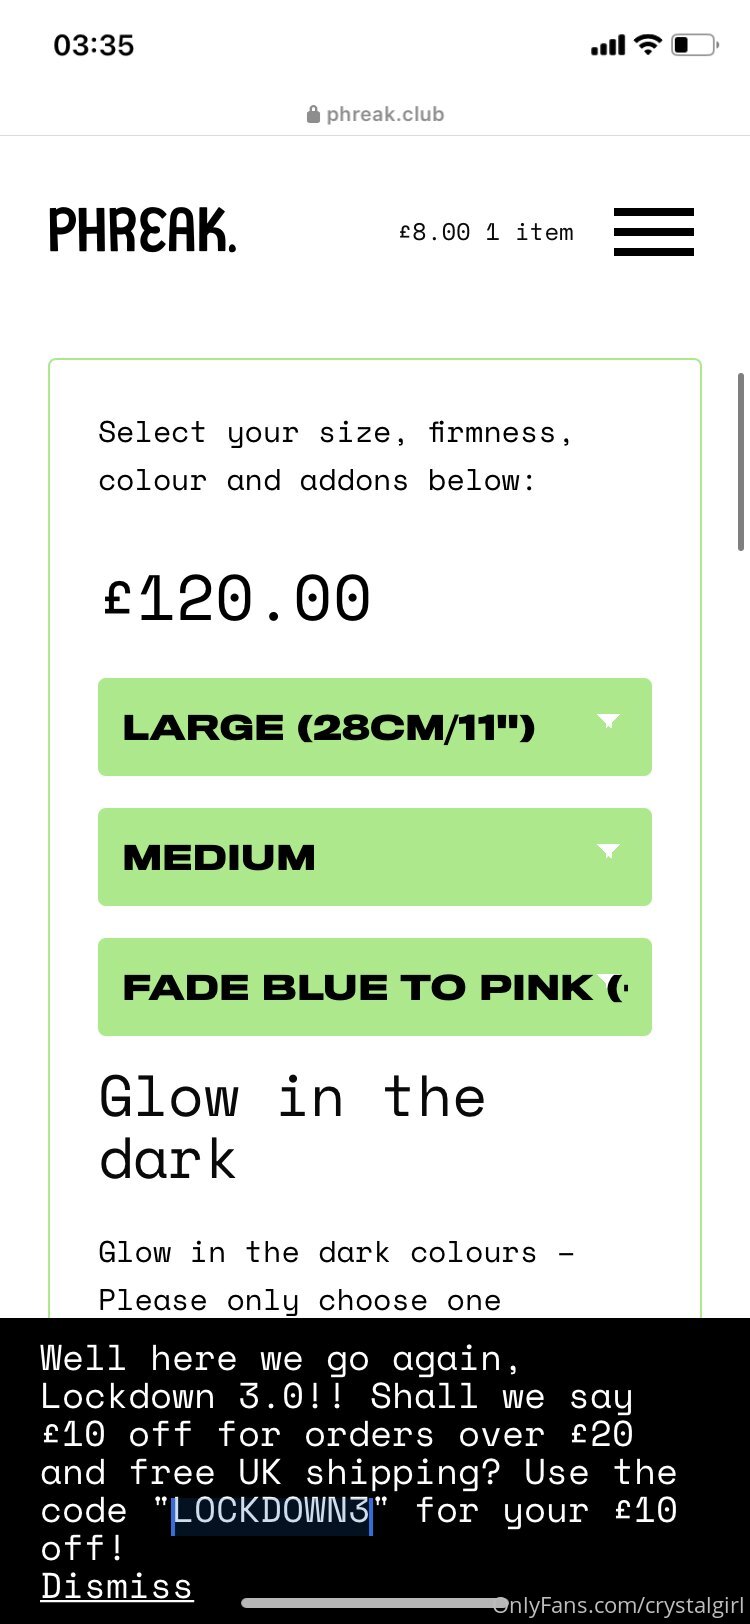 03:35
phreak.club
PHREAK.
£8.00 1 item
Select your size, firmness,
colour and addons below:
£120.00
LARGE (28CM/11")
MEDIUM
FADE BLUE TO PINK (
Glow in the
dark
Glow in the dark colours –
Please only choose one
Well here we go again,
Lockdown 3.0!! Shall we say
£10 off for orders over £20
and free UK shipping? Use the
code "LOCKDOWN3" for your £10
off!
Dismiss
OnlyFans.com/crystalgirl